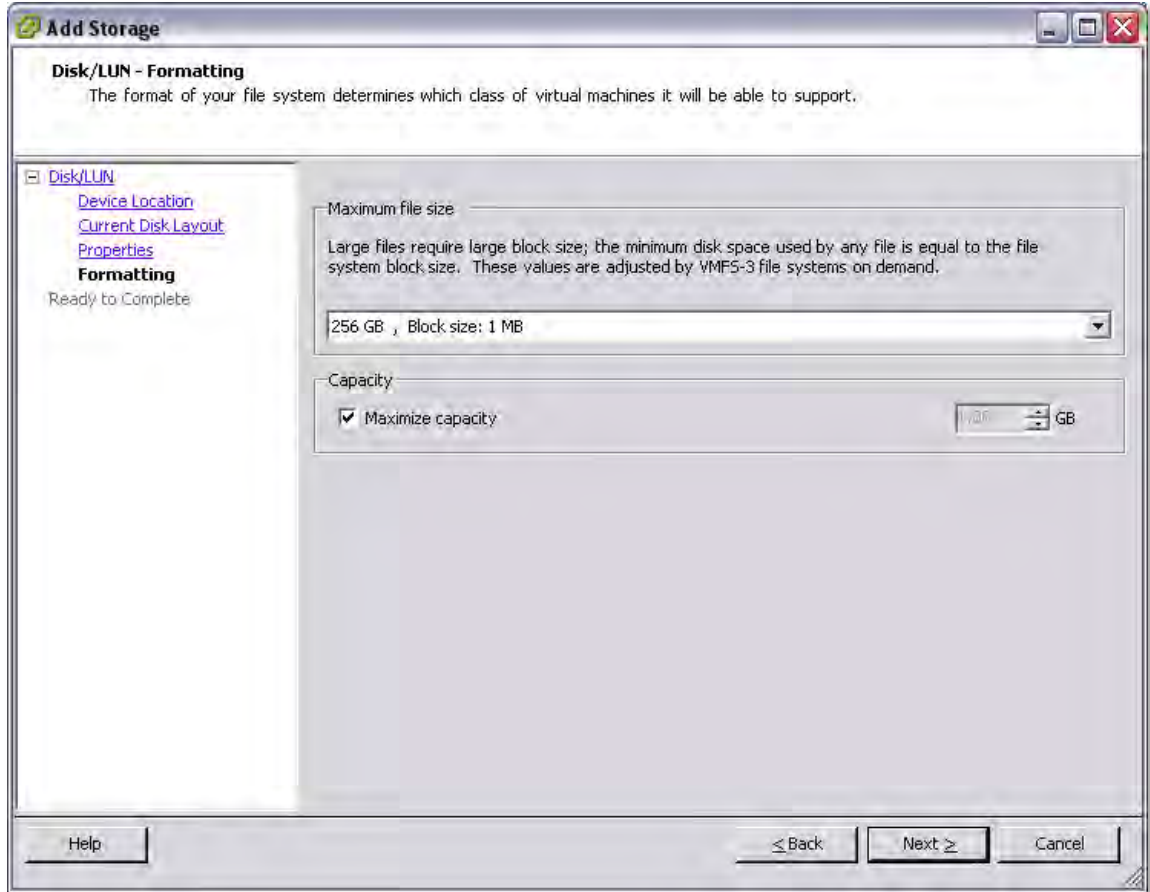 Add Storage
Disk/LUN - Formatting
The format of your file system determines which class of virtual machines it will be able to support.
Disk/LUN
Device Location
Current Disk Layout
Properties
Formatting
Ready to Complete
Maximum file size
Large files require large block size; the minimum disk space used by any file is equal to the file
system block size. These values are adjusted by VMFS-3 file systems on demand.
256 GB , Block size: 1 MB
Capacity
Maximize capacity
GB
Help
< Back
Next >
Cancel